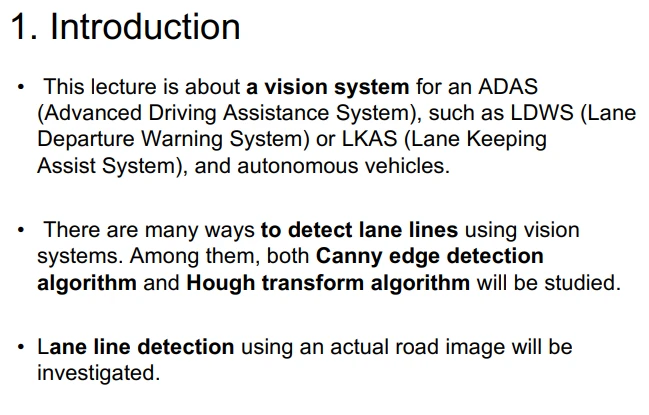 1. Introduction
• This lecture is about a vision system for an ADAS
(Advanced Driving Assistance System), such as LDWS (Lane
Departure Warning System) or LKAS (Lane Keeping
Assist System), and autonomous vehicles.
• There are many ways to detect lane lines using vision
systems. Among them, both Canny edge detection
algorithm and Hough transform algorithm will be studied.
• Lane line detection using an actual road image will be
investigated.